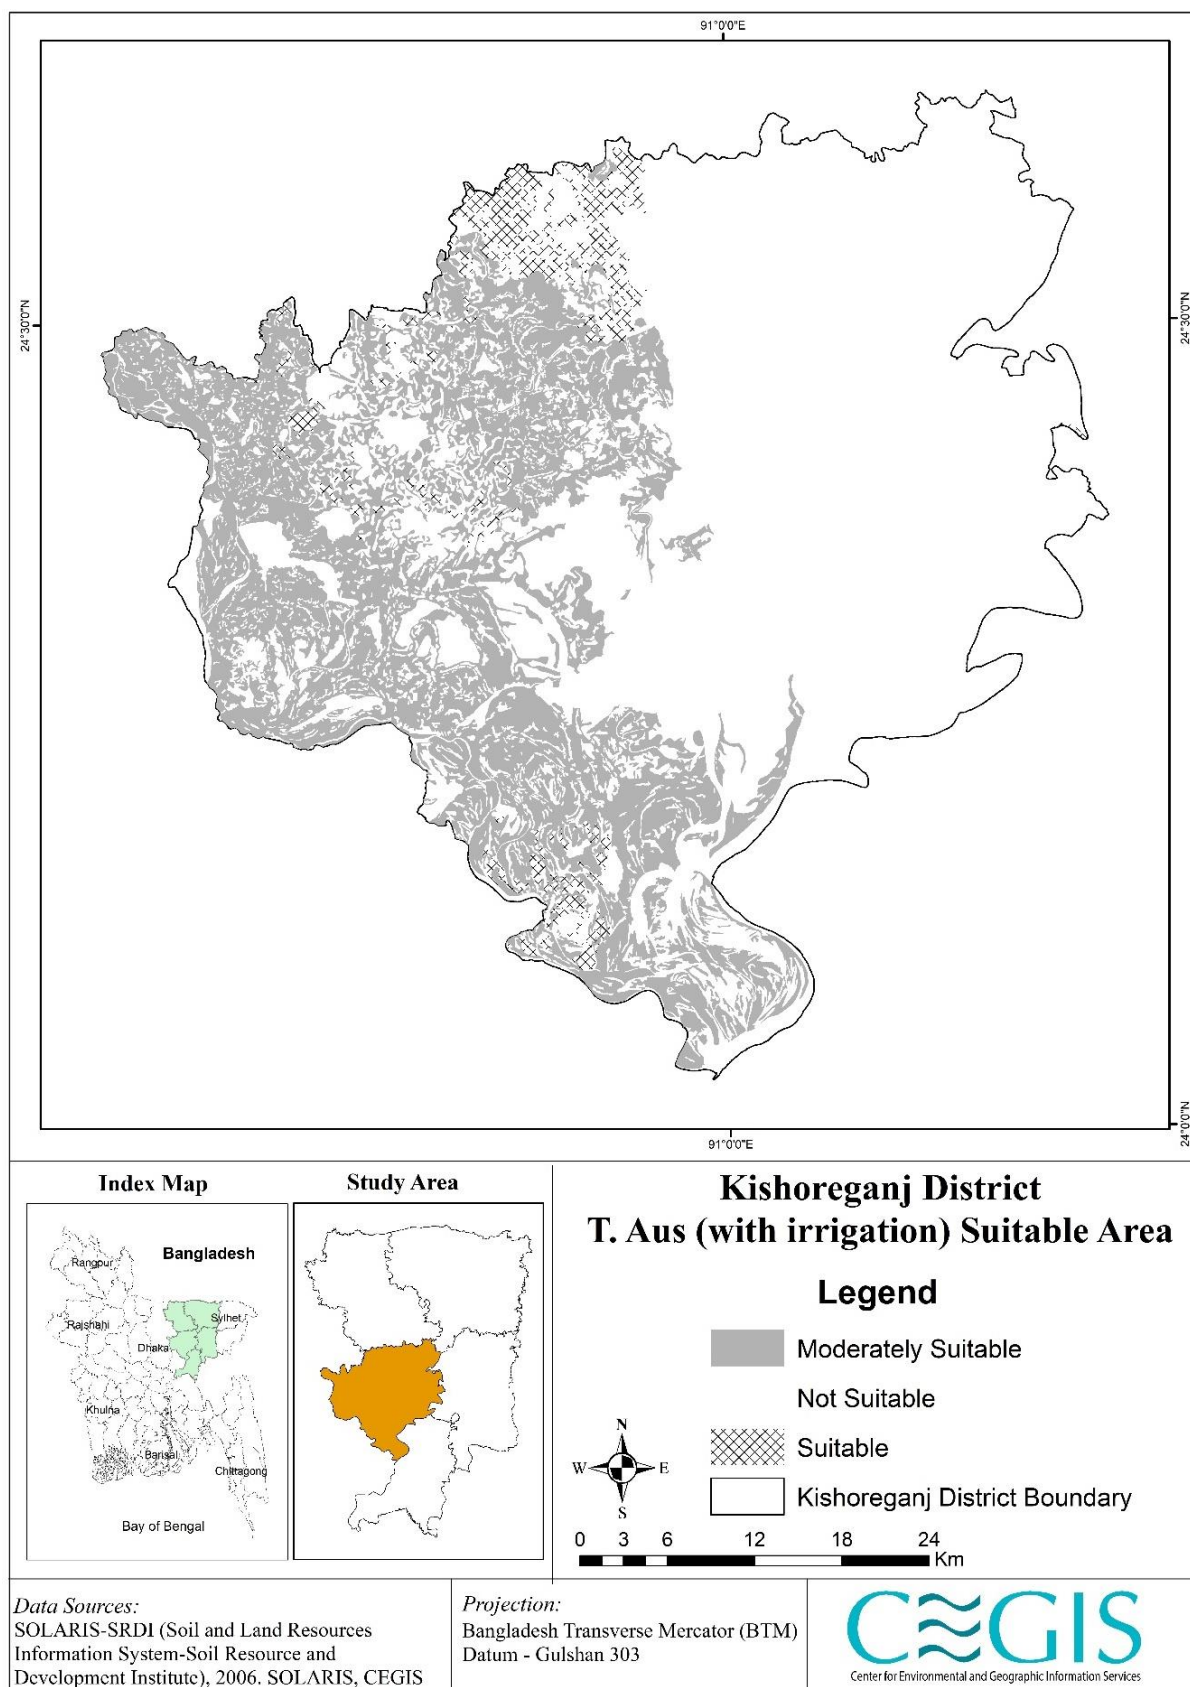 91°0'0"E
24°30'0"N
24°30'0"N
24°0'0"N
91°0'0"E
Index Map
Bangladesh
Rangpur
Rajshahi
Sylhet
Dhaka
Khulna
Barisal
Chittagong
Bay of Bengal
Study Area
Kishoreganj District
T. Aus (with irrigation) Suitable Area
Legend
Moderately Suitable
Not Suitable
Suitable
Kishoreganj District Boundary
N
W E
S
0 3 6 12 18 24
Km
Data Sources:
SOLARIS-SRDI (Soil and Land Resources
Information System-Soil Resource and
Development Institute), 2006. SOLARIS, CEGIS
Projection:
Bangladesh Transverse Mercator (BTM)
Datum - Gulshan 303
CEGIS
Center for Environmental and Geographic Information Services